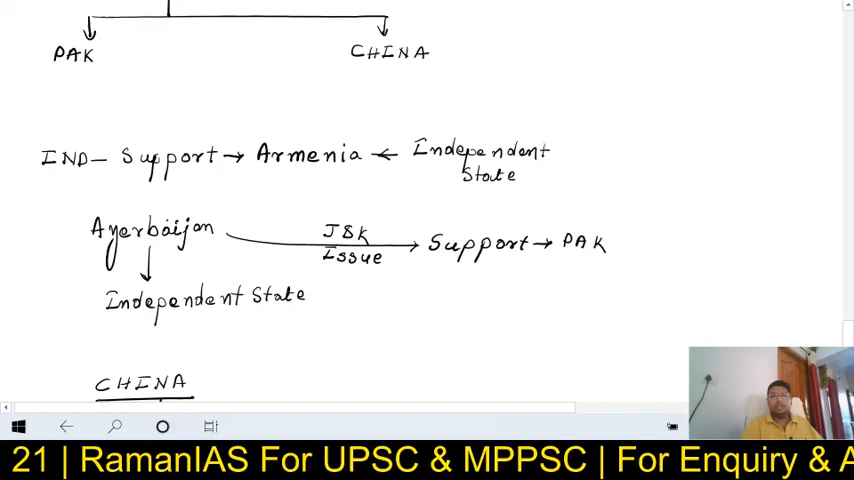 PAK
CHINA
IND- Support → Armenia ← Independent
State
Azerbaijan J&K Issue → Support → PAK
Independent State
CHINA
21 | RamanIAS For UPSC & MPPSC | For Enquiry & A